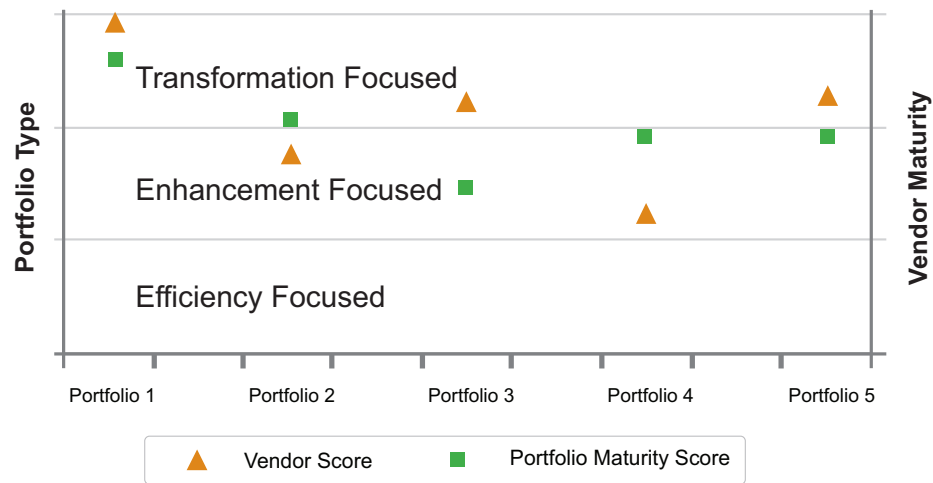 Portfolio Type
Transformation Focused
Enhancement Focused
Efficiency Focused
Vendor Maturity
Portfolio 1
Portfolio 2
Portfolio 3
Portfolio 4
Portfolio 5
Vendor Score
Portfolio Maturity Score